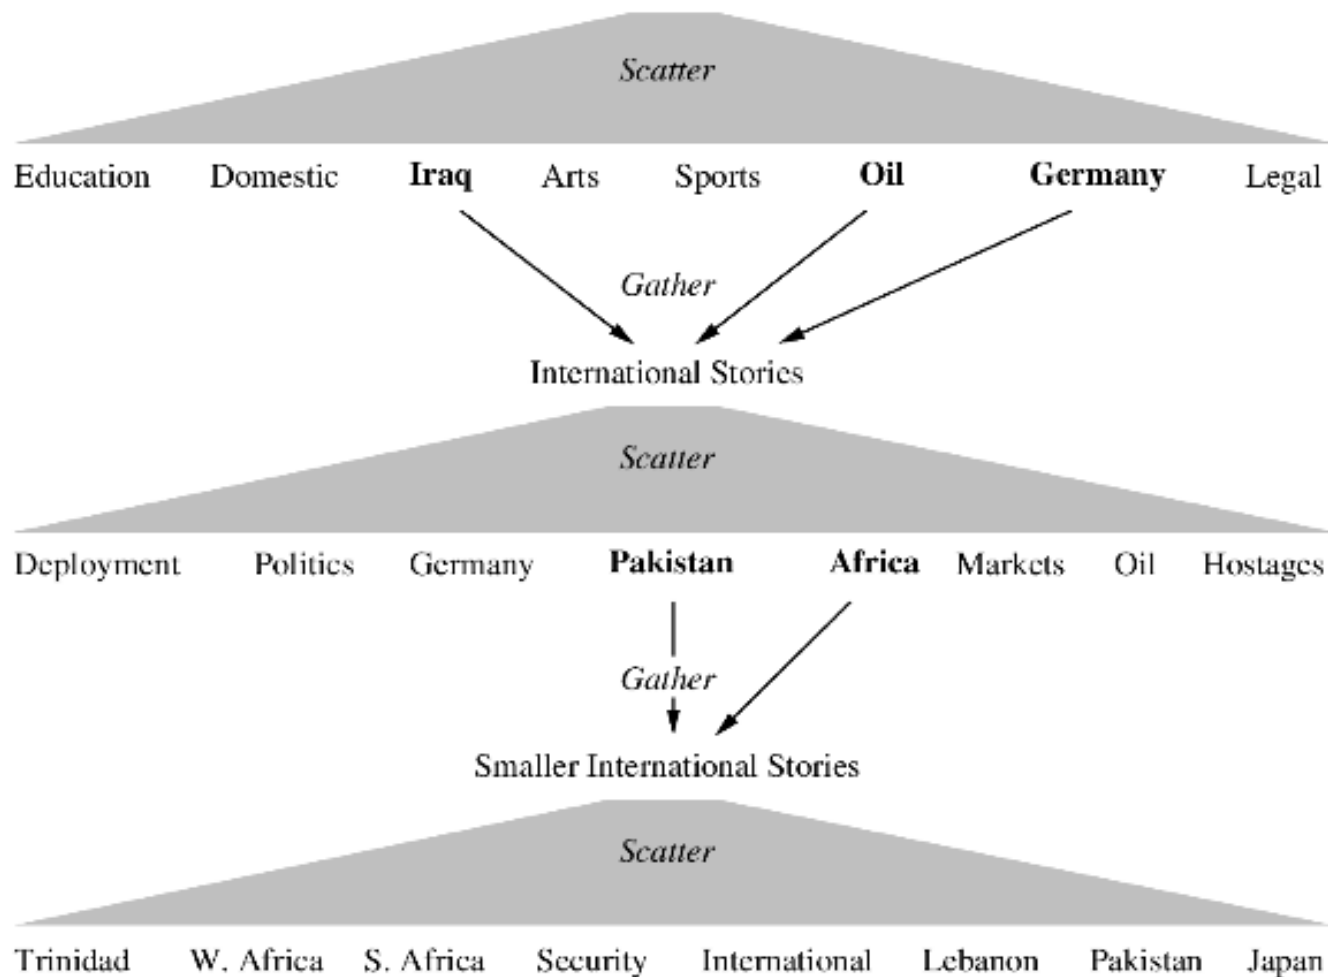 Scatter
Education Domestic Iraq Arts Sports Oil Germany Legal
Gather
International Stories
Scatter
Deployment Politics Germany Pakistan Africa Markets Oil Hostages
Gather
Smaller International Stories
Scatter
Trinidad W. Africa S. Africa Security International Lebanon Pakistan Japan